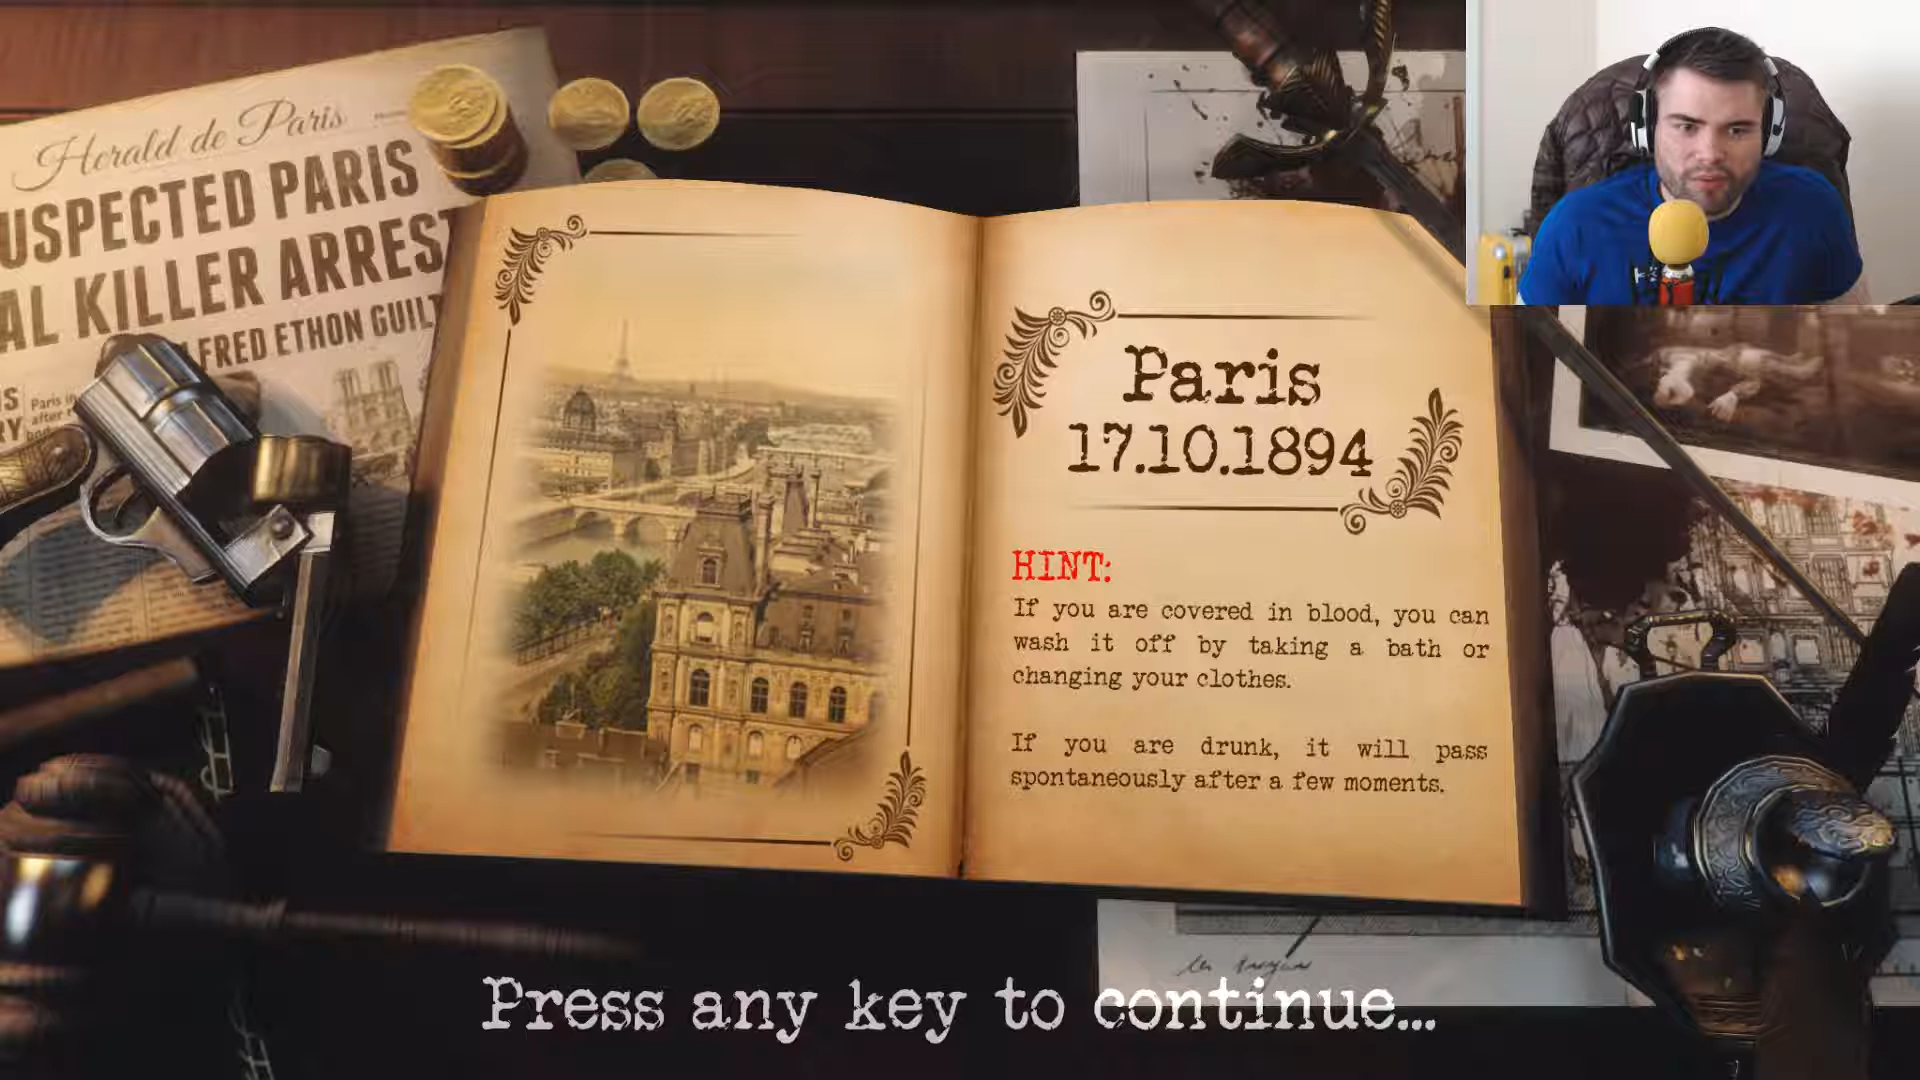 Herald de Paris
USPECTED PARIS
AL KILLER ARREST
FRED ETHON GUILT
Paris
17.10.1894
HINT:
If you are covered in blood, you can
wash it off by taking a bath or
changing your clothes.
If you are drunk, it will pass
spontaneously after a few moments.
Press any key to continue...